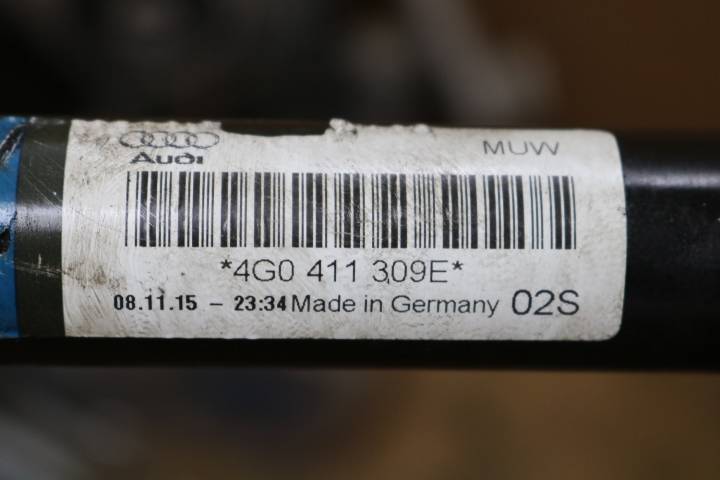 Audi
MUW
*4G0 411 309E*
08.11.15 – 23:34 Made in Germany 02S